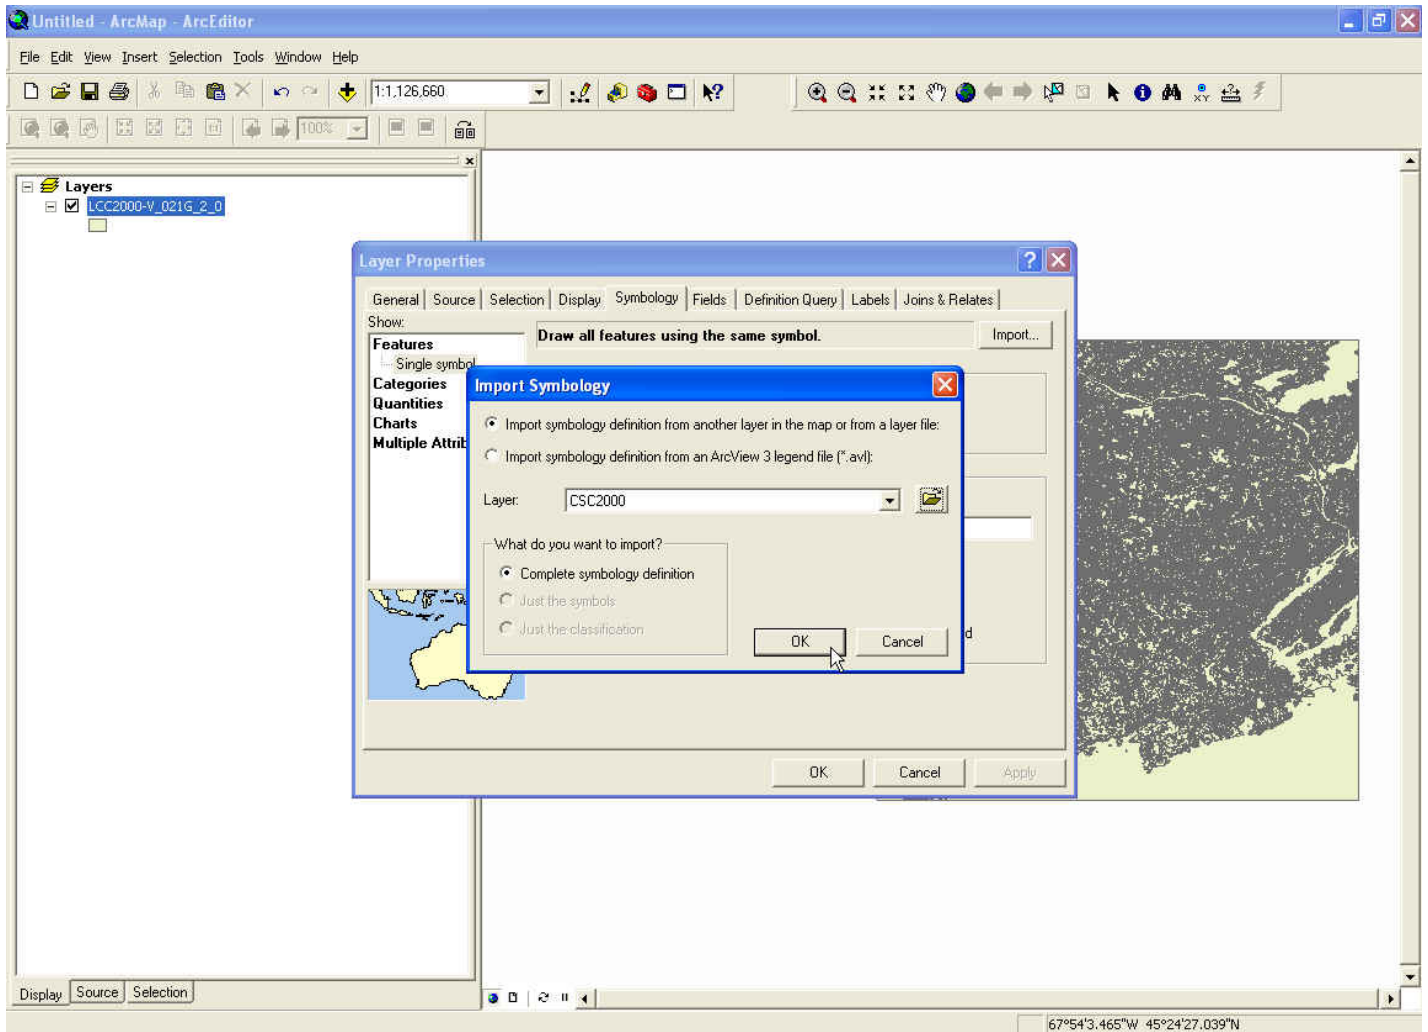 Untitled - ArcMap - ArcEditor
File Edit View Insert Selection Tools Window Help
1:1,126,660
100%
Layers
LCC2000-V_021G_2_0
Layer Properties
General Source Selection Display Symbology Fields Definition Query Labels Joins & Relates
Show:
Features
Single symbol
Categories
Quantities
Charts
Multiple Attrib
Draw all features using the same symbol.
Import...
Import Symbology
Import symbology definition from another layer in the map or from a layer file:
Import symbology definition from an ArcView 3 legend file (*.avl):
Layer:
CSC2000
What do you want to import?
Complete symbology definition
Just the symbols
Just the classification
OK Cancel
d
OK Cancel Apply
Display Source Selection
67°54'3.465"W 45°24'27.039"N